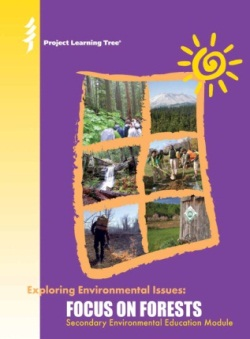 Project Learning Tree®
Exploring Environmental Issues:
FOCUS ON FORESTS
Secondary Environmental Education Module